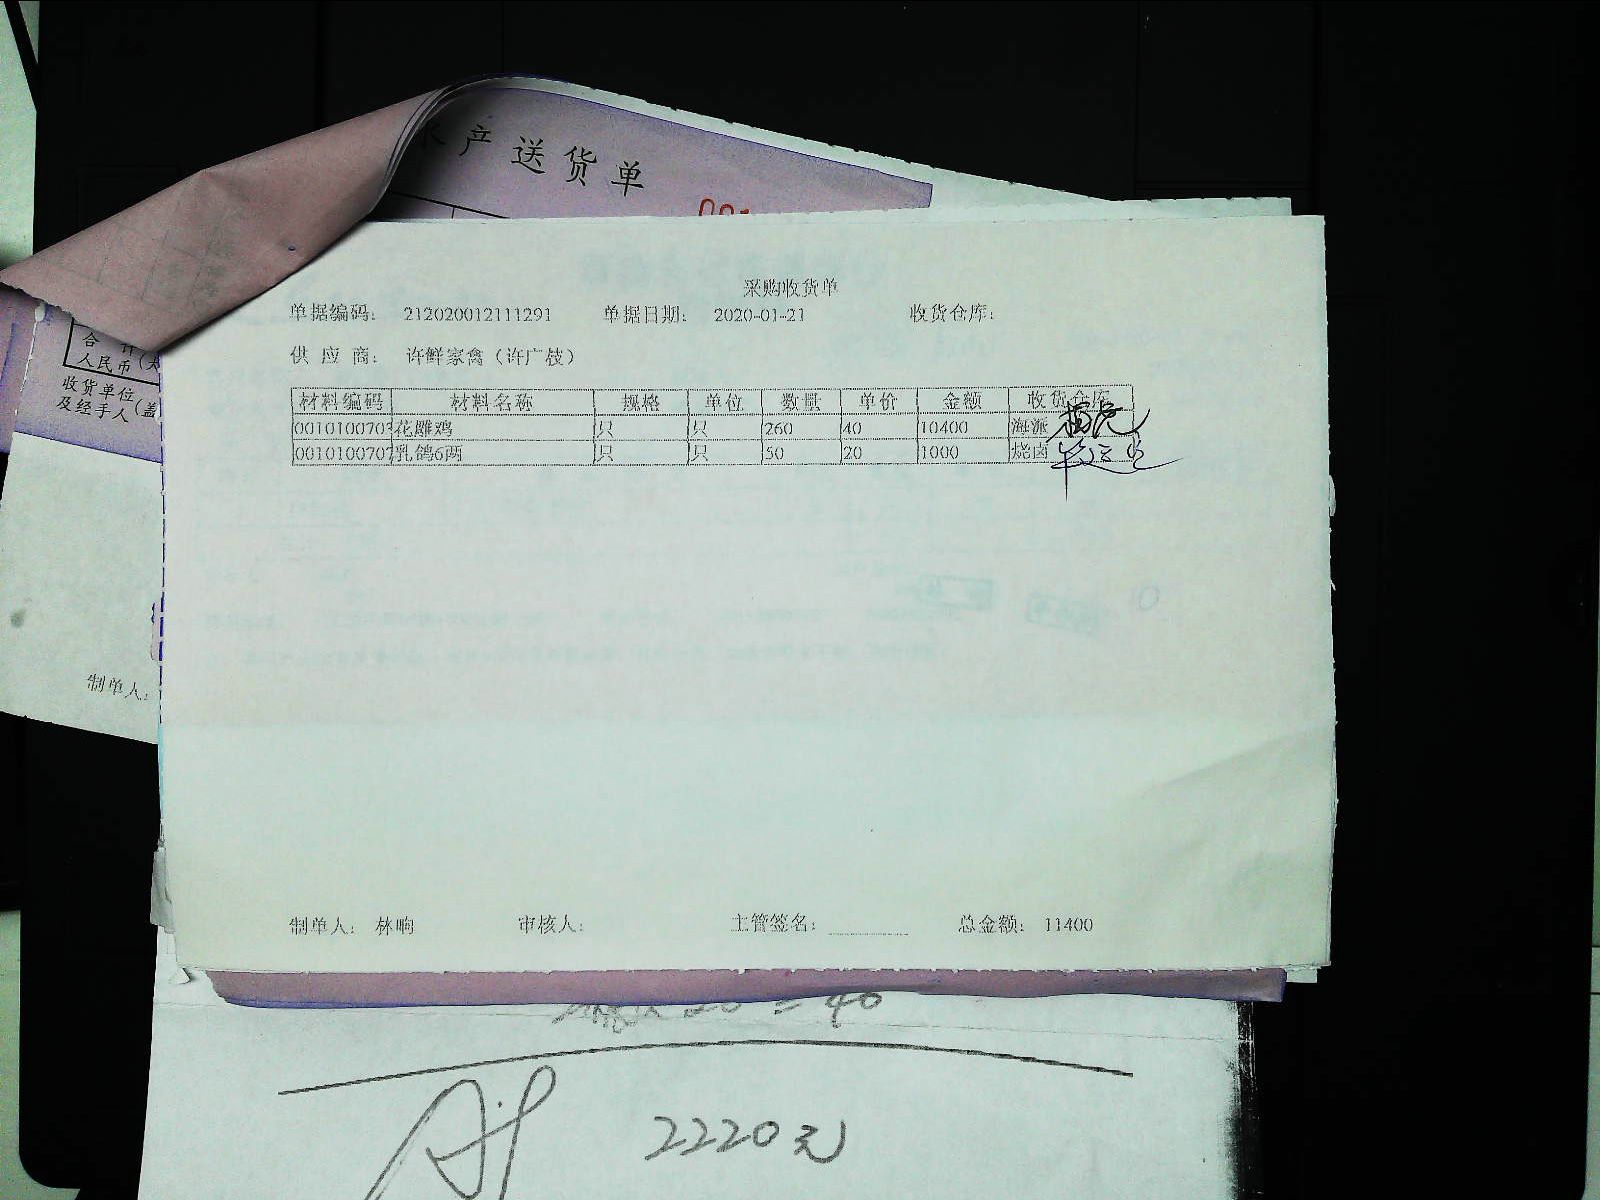 产送货单
采购收货单
单据编码： 212020012111291 单据日期： 2020-01-21 收货仓库：
供 应 商： 许鲜家禽（许广枝）
材料编码 材料名称 规格 单位 数量 单价 金额 收货仓库
0010100703 花雕鸡 只 只 260 40 10400 海派
0010100707 乳鸽6两 只 只 50 20 1000 烧卤
合 计
人民币（大
收货单位
及经手人（盖
制单人：
制单人： 林晌 审核人： 主管签名： 总金额： 11400
= 40
2220元